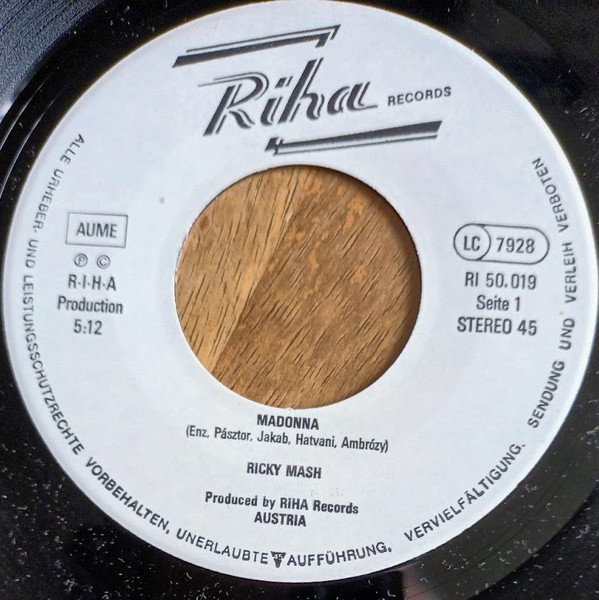 Riha RECORDS
AUME
Ⓟ ©
R·I·H·A
Production
5:12
LC 7928
RI 50.019
Seite 1
STEREO 45
MADONNA
(Enz, Pásztor, Jakab, Hatvani, Ambrózy)
RICKY MASH
Produced by RiHA Records
AUSTRIA
ALLE URHEBER- UND LEISTUNGSSCHUTZRECHTE VORBEHALTEN, UNERLAUBTE AUFFÜHRUNG, VERVIELFÄLTIGUNG. SENDUNG UND VERLEIH VERBOTEN